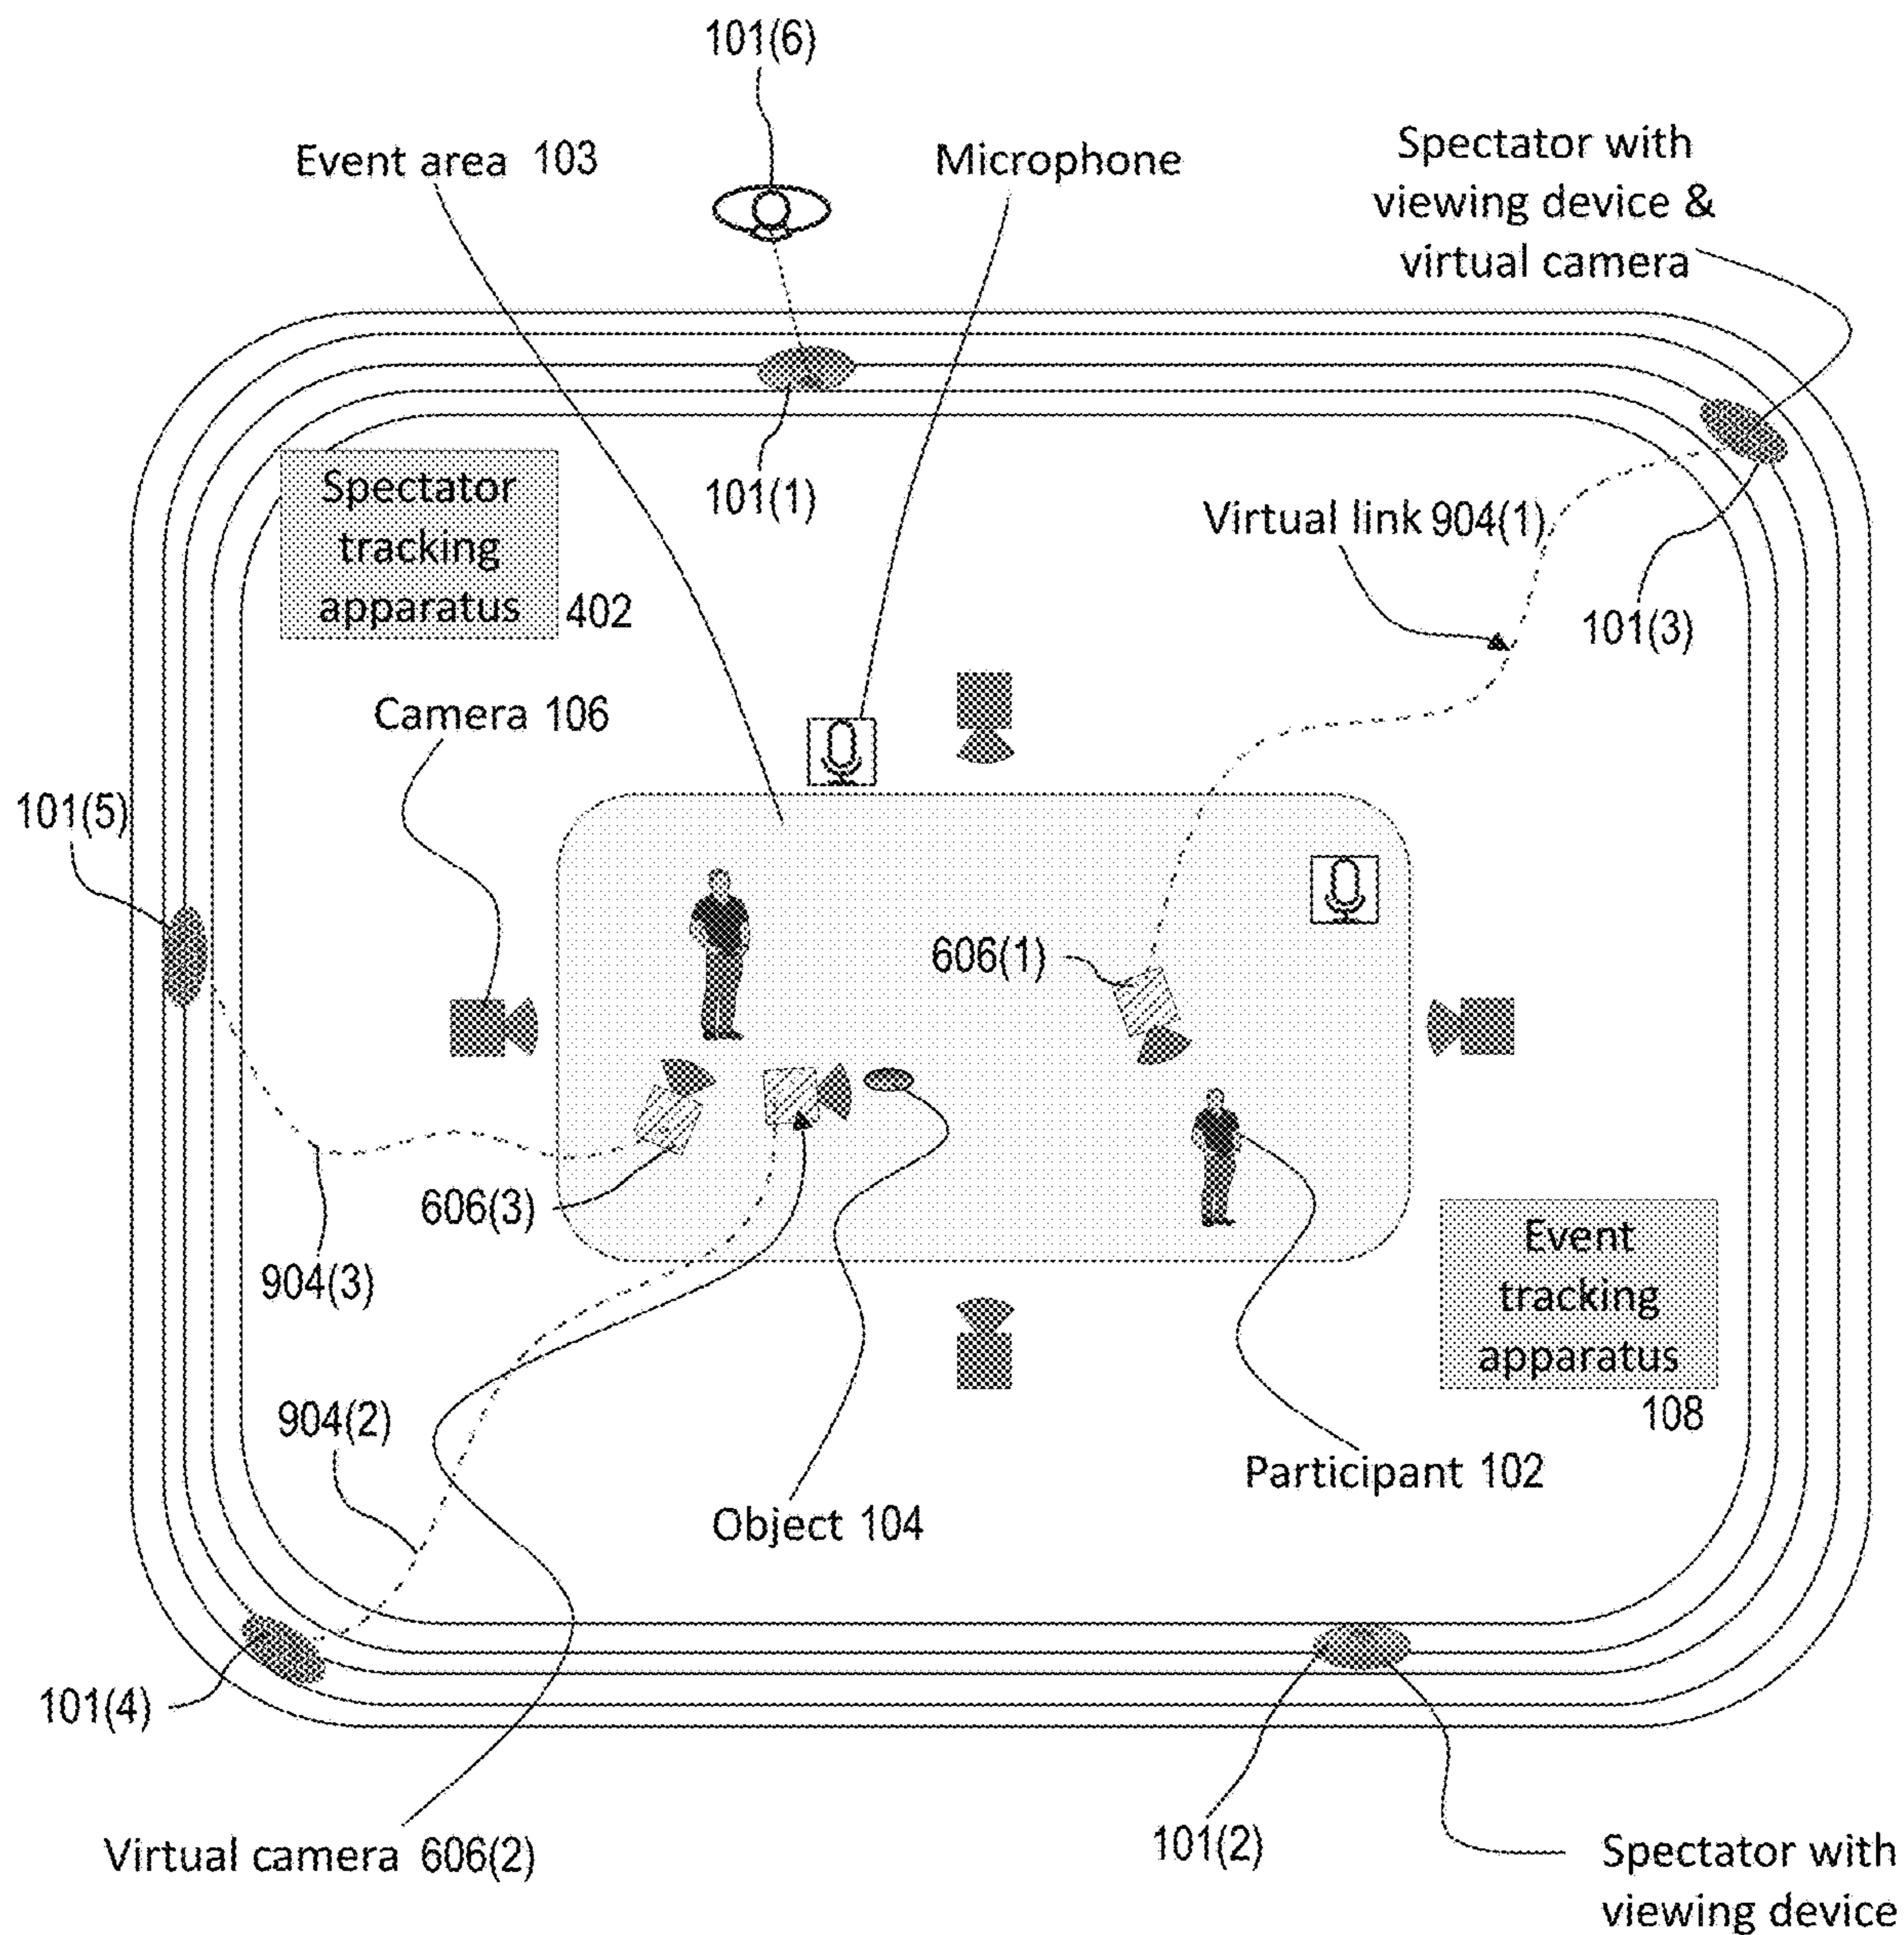 101(6)
Event area 103
Microphone
Spectator with
viewing device &
virtual camera
101(1)
Spectator
tracking
apparatus
402
Virtual link 904(1)
101(3)
Camera 106
101(5)
606(1)
606(3)
904(3)
Event
tracking
apparatus
108
904(2)
Participant 102
Object 104
101(4)
101(2)
Virtual camera 606(2)
Spectator with
viewing device